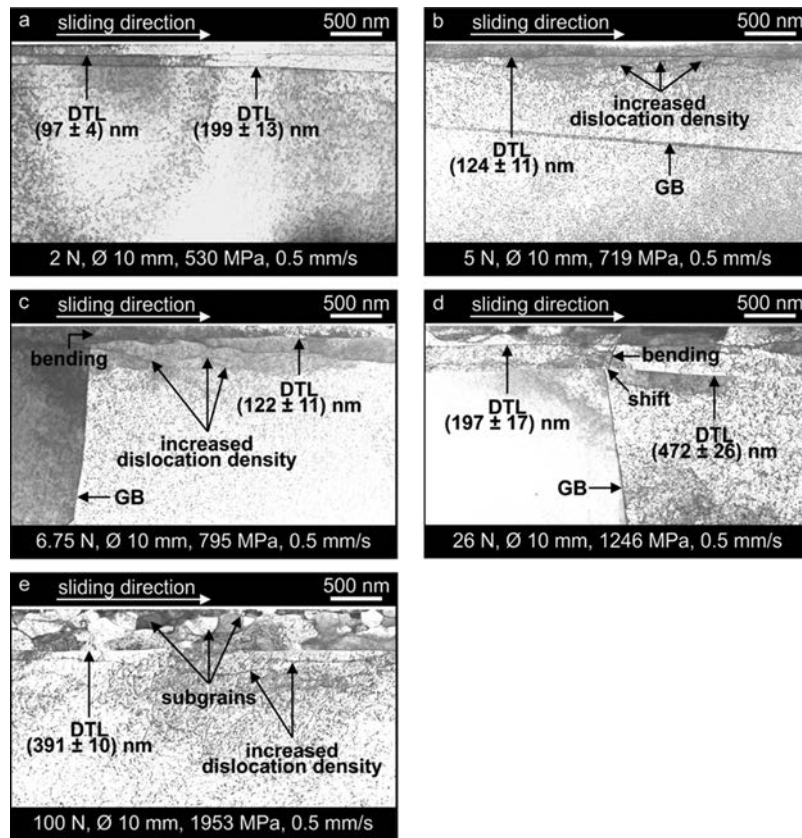 a
sliding direction
500 nm
DTL
(97 ± 4) nm
DTL
(199 ± 13) nm
2 N, Ø 10 mm, 530 MPa, 0.5 mm/s
b
sliding direction
500 nm
DTL
(124 ± 11) nm
increased
dislocation density
GB
5 N, Ø 10 mm, 719 MPa, 0.5 mm/s
c
sliding direction
500 nm
bending
DTL
(122 ± 11) nm
increased
dislocation density
GB
6.75 N, Ø 10 mm, 795 MPa, 0.5 mm/s
d
sliding direction
500 nm
bending
shift
DTL
(197 ± 17) nm
DTL
(472 ± 26) nm
GB
26 N, Ø 10 mm, 1246 MPa, 0.5 mm/s
e
sliding direction
500 nm
subgrains
DTL
(391 ± 10) nm
increased
dislocation density
100 N, Ø 10 mm, 1953 MPa, 0.5 mm/s